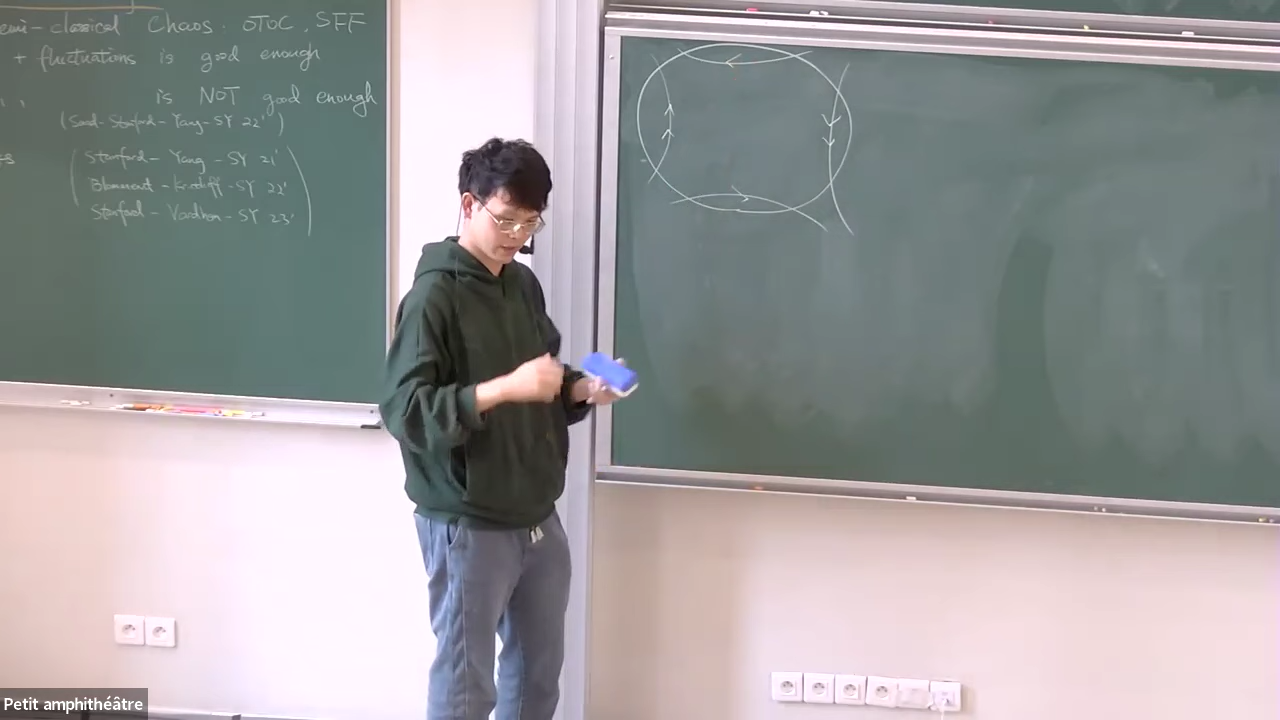 emi-classical Chaos. OTOC, SFF
+ fluctuations is good enough
is NOT good enough
(Saad-Stanford-Yang-SY 22')
(Stanford-Yang-SY 21'
Blommaert-Kruthoff-SY 22'
Stanford-Vardhan-SY 23')
Petit amphithéâtre